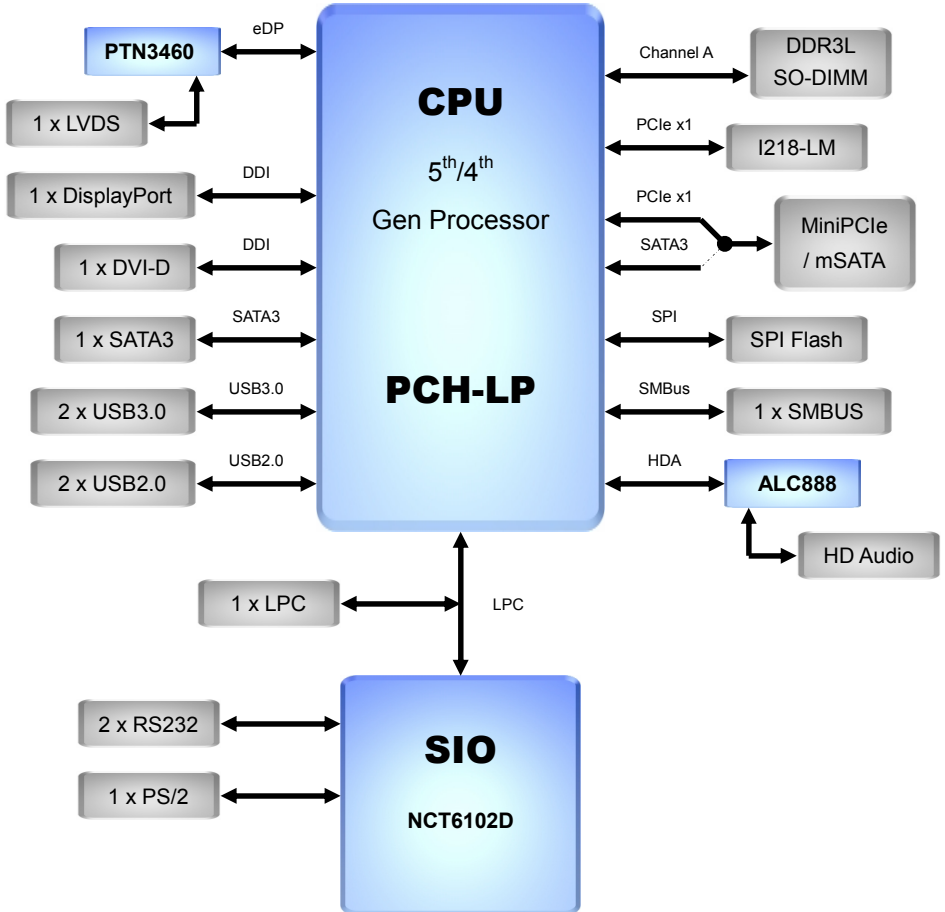 PTN3460
eDP
1 x LVDS
1 x DisplayPort
DDI
1 x DVI-D
DDI
1 x SATA3
SATA3
2 x USB3.0
USB3.0
2 x USB2.0
USB2.0
CPU
5th/4th
Gen Processor
PCH-LP
Channel A
DDR3L
SO-DIMM
PCIe x1
I218-LM
PCIe x1
SATA3
MiniPCIe
/ mSATA
SPI
SPI Flash
SMBus
1 x SMBUS
HDA
ALC888
HD Audio
1 x LPC
LPC
2 x RS232
1 x PS/2
SIO
NCT6102D